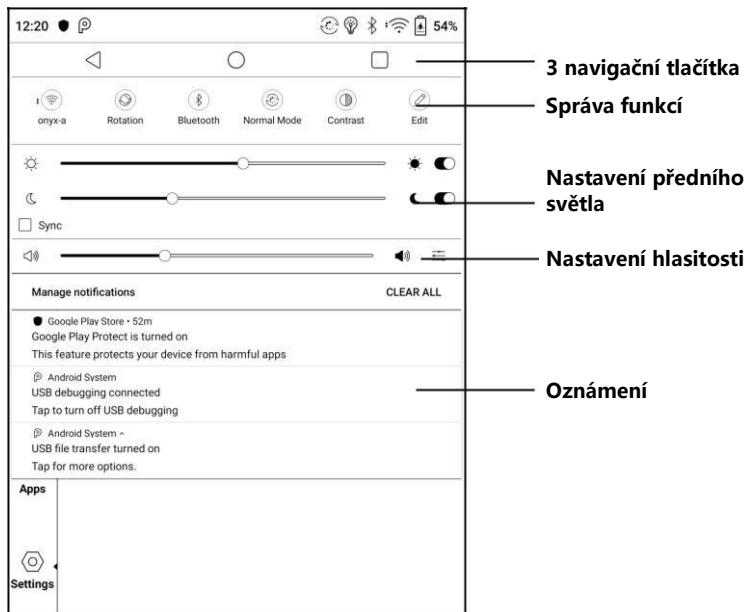 12:20 54%
3 navigační tlačítka
Správa funkcí
onyx-a Rotation Bluetooth Normal Mode Contrast Edit
Nastavení předního
světla
Sync
Nastavení hlasitosti
Manage notifications CLEAR ALL
Google Play Store • 52m
Google Play Protect is turned on
This feature protects your device from harmful apps
Android System
USB debugging connected
Tap to turn off USB debugging
Oznámení
Android System
USB file transfer turned on
Tap for more options.
Apps
Settings